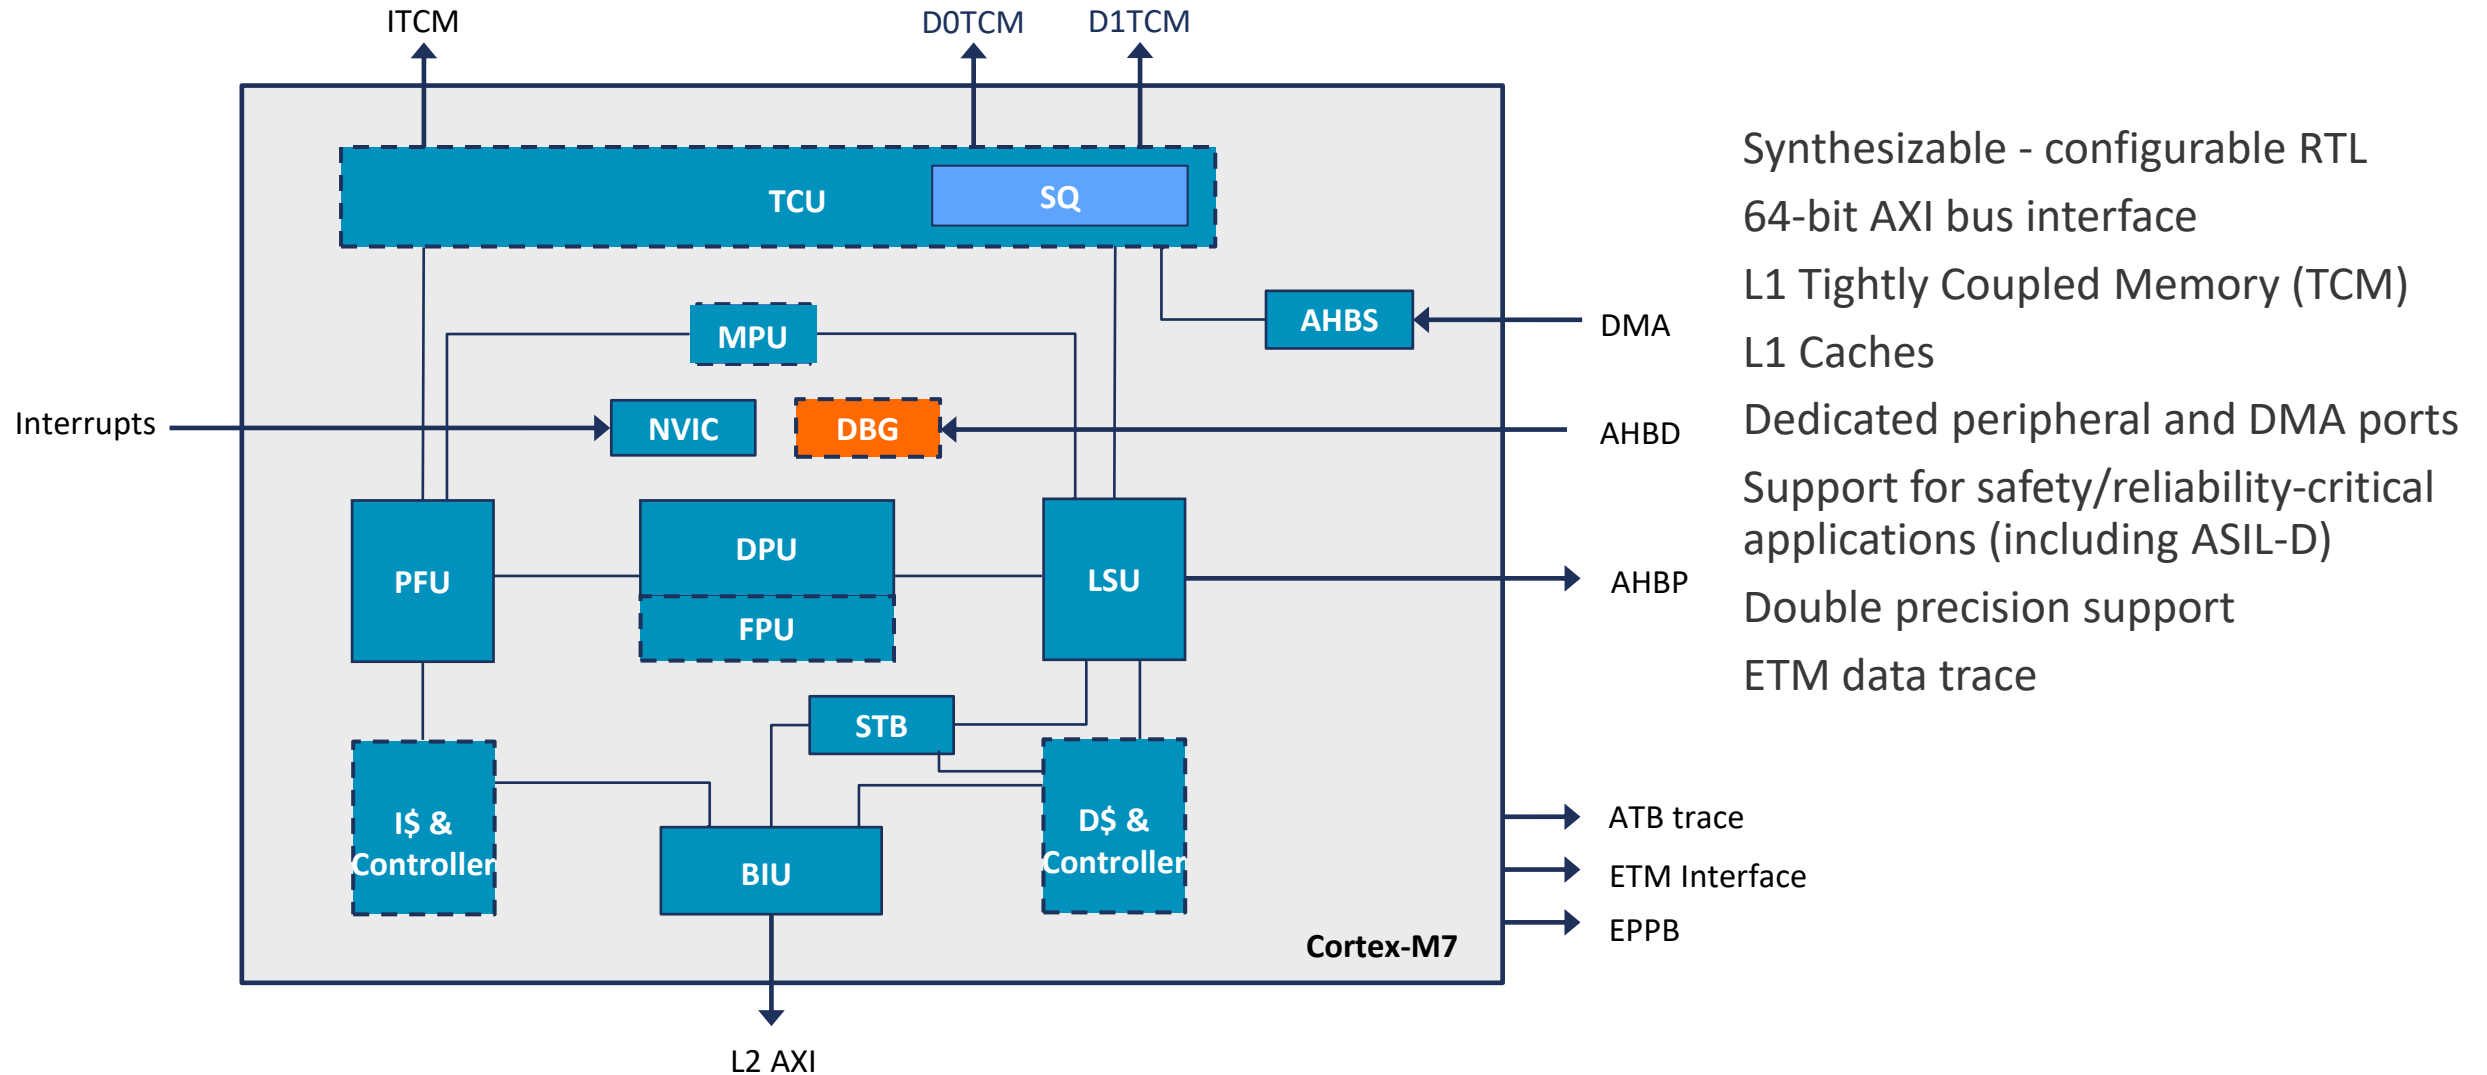 ITCM
D0TCM
D1TCM
TCU
SQ
MPU
AHBS
DMA
Interrupts
NVIC
DBG
AHBD
PFU
DPU
FPU
LSU
AHBP
STB
I$ &
Controller
BIU
D$ &
Controller
ATB trace
ETM Interface
EPPB
Cortex-M7
L2 AXI
Synthesizable - configurable RTL
64-bit AXI bus interface
L1 Tightly Coupled Memory (TCM)
L1 Caches
Dedicated peripheral and DMA ports
Support for safety/reliability-critical
applications (including ASIL-D)
Double precision support
ETM data trace